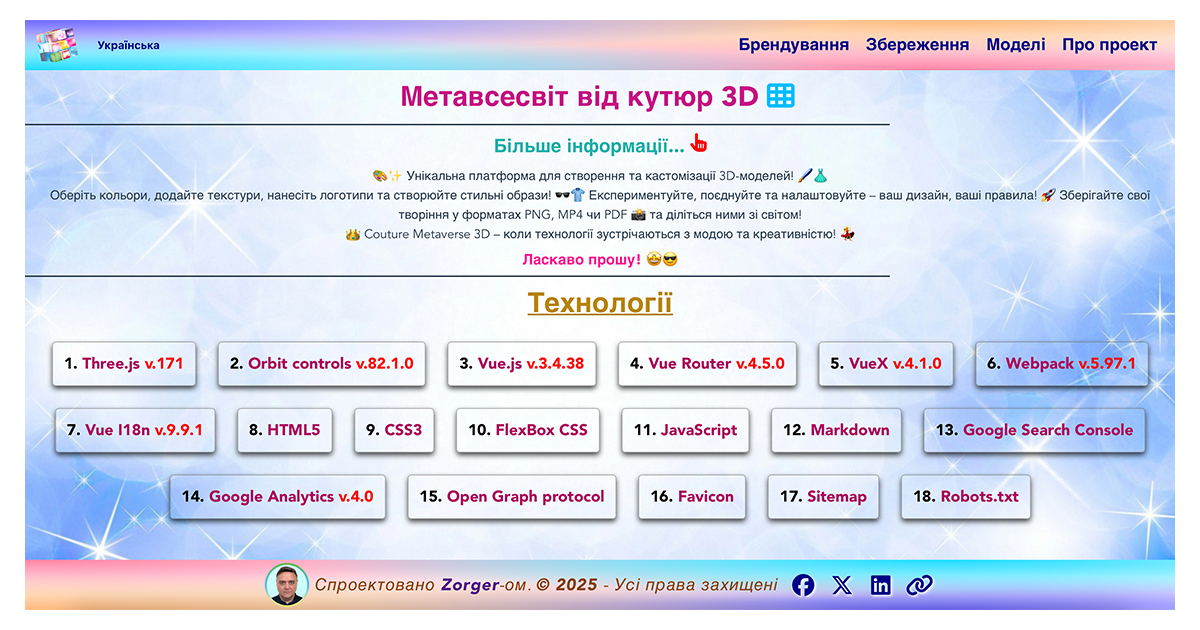 Українська
Брендування Збереження Моделі Про проект
Метавсесвіт від кутюр 3D
Більше інформації...
🎨✨ Унікальна платформа для створення та кастомізації 3D-моделей! 🖌️👗
Оберіть кольори, додайте текстури, нанесіть логотипи та створюйте стильні образи! 🕶️👕 Експериментуйте, поєднуйте та налаштовуйте – ваш дизайн, ваші правила! 🚀 Зберігайте свої
творіння у форматах PNG, MP4 чи PDF 📸 та діліться ними зі світом!
👑 Couture Metaverse 3D – коли технології зустрічаються з модою та креативністю! 💃
Ласкаво прошу! 🤩😎
Технології
1. Three.js v.171 2. Orbit controls v.82.1.0 3. Vue.js v.3.4.38 4. Vue Router v.4.5.0 5. VueX v.4.1.0 6. Webpack v.5.97.1
7. Vue I18n v.9.9.1 8. HTML5 9. CSS3 10. FlexBox CSS 11. JavaScript 12. Markdown 13. Google Search Console
14. Google Analytics v.4.0 15. Open Graph protocol 16. Favicon 17. Sitemap 18. Robots.txt
Спроектовано Zorger-ом. © 2025 - Усі права захищені